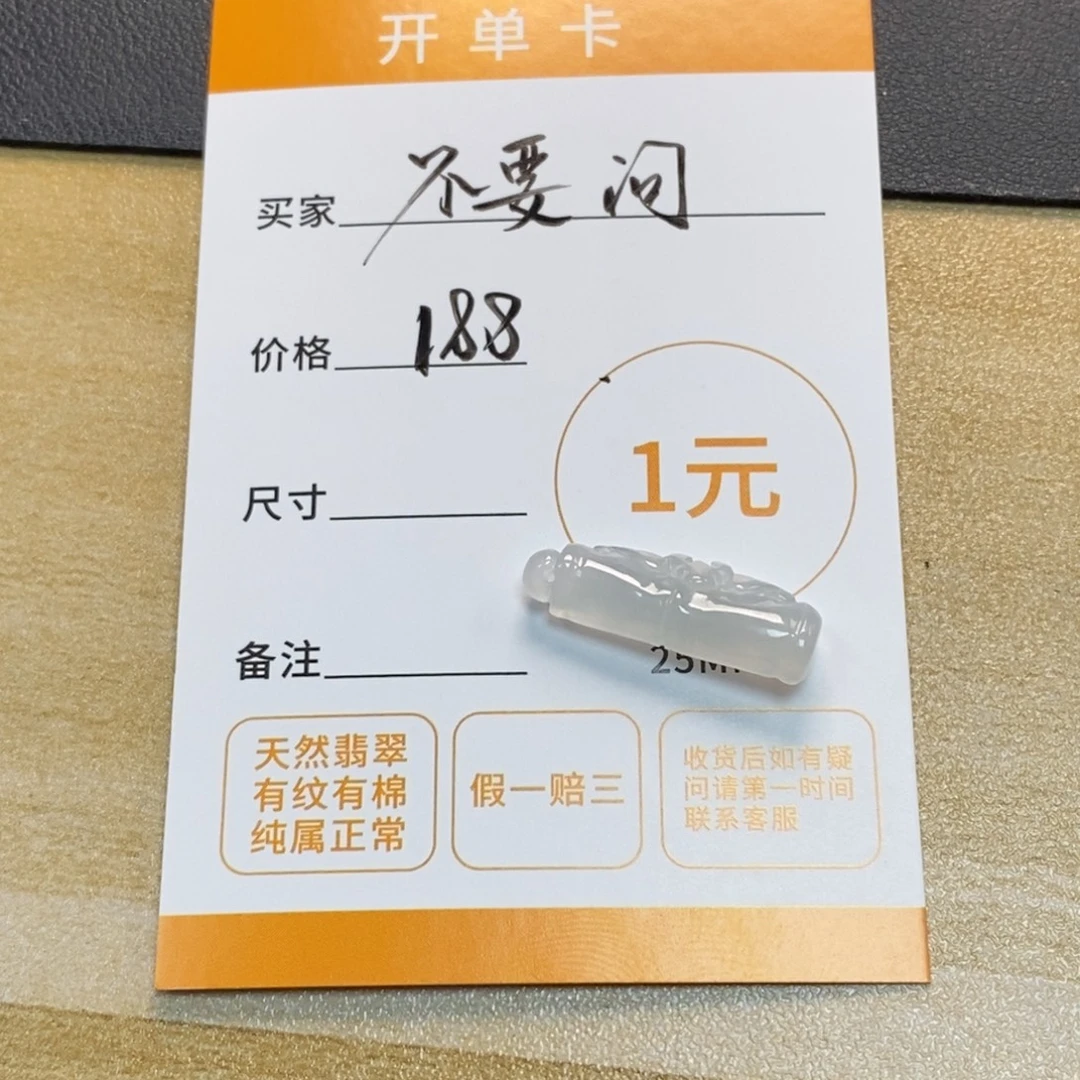 开单卡
买家 不要问
价格 188
1元
尺寸
备注
25M
天然翡翠
有纹有棉
纯属正常
假一赔三
收货后如有疑
问请第一时间
联系客服